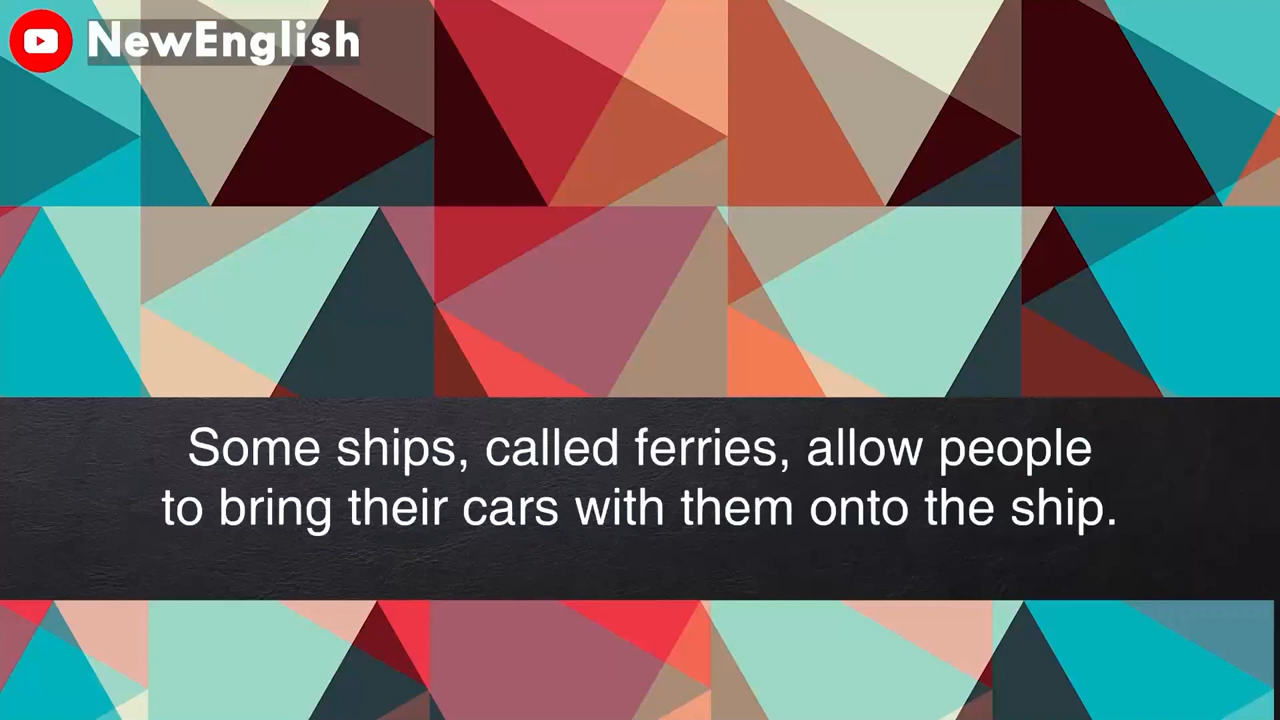 NewEnglish
Some ships, called ferries, allow people
to bring their cars with them onto the ship.